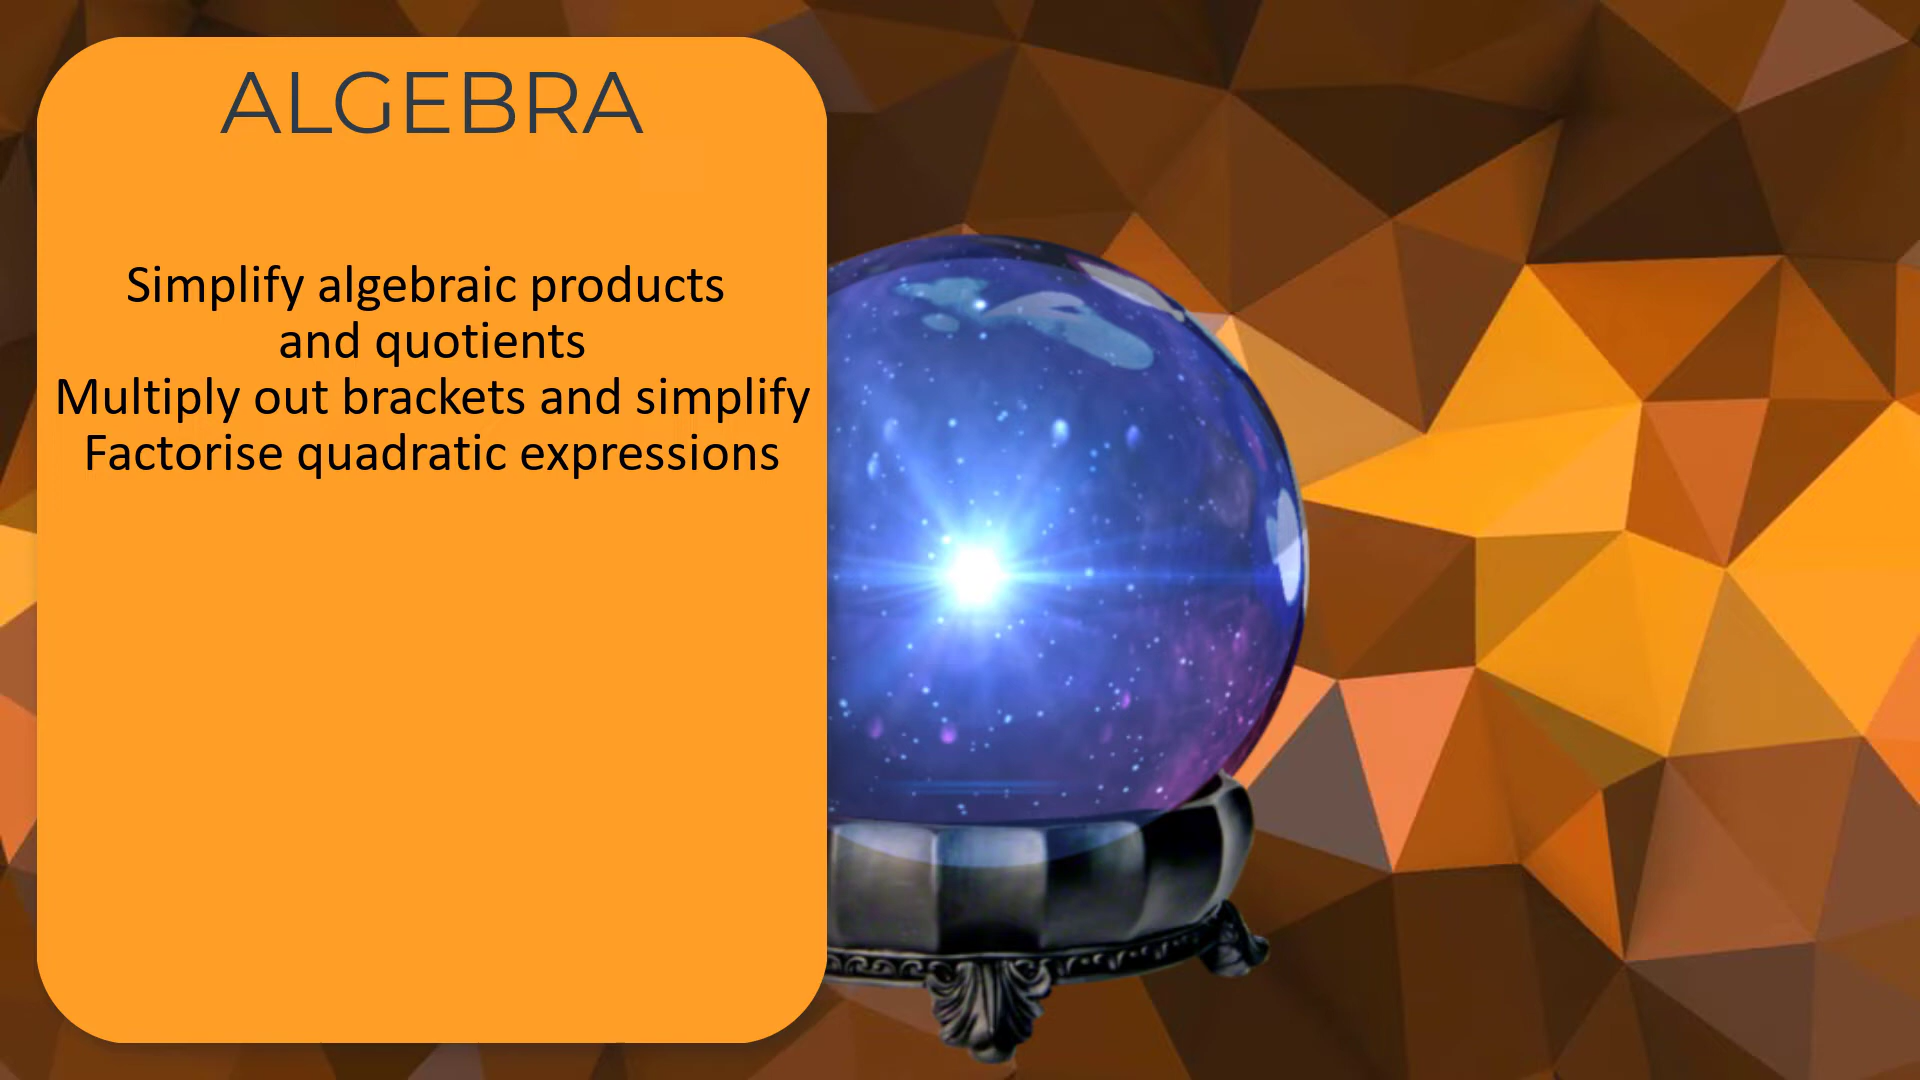 ALGEBRA
Simplify algebraic products
and quotients
Multiply out brackets and simplify
Factorise quadratic expressions